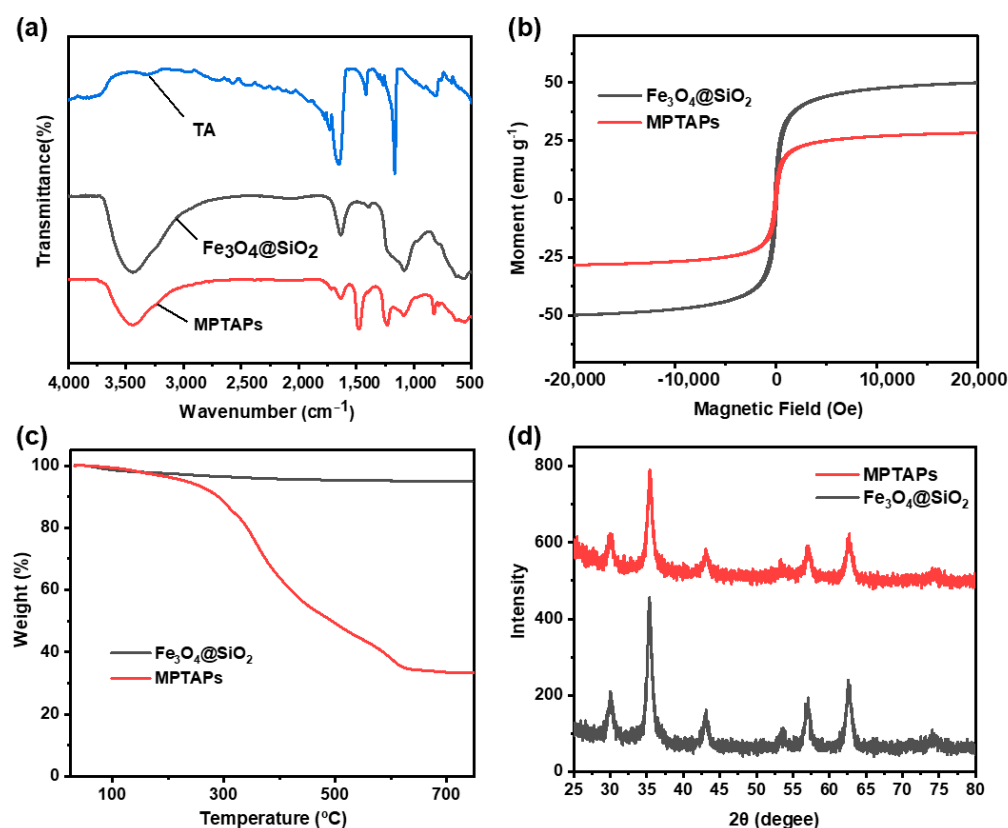 (a)
Transmittance(%)
TA
Fe₃O₄@SiO₂
MPTAPs
4,000 3,500 3,000 2,500 2,000 1,500 1,000 500
Wavenumber (cm⁻¹)
(b)
Moment (emu g⁻¹)
50
25
0
-25
-50
Fe₃O₄@SiO₂
MPTAPs
-20,000 -10,000 0 10,000 20,000
Magnetic Field (Oe)
(c)
Weight (%)
100
80
60
40
20
0
Fe₃O₄@SiO₂
MPTAPs
100 300 500 700
Temperature (ºC)
(d)
Intensity
800
600
400
200
0
MPTAPs
Fe₃O₄@SiO₂
25 30 35 40 45 50 55 60 65 70 75 80
2θ (degee)